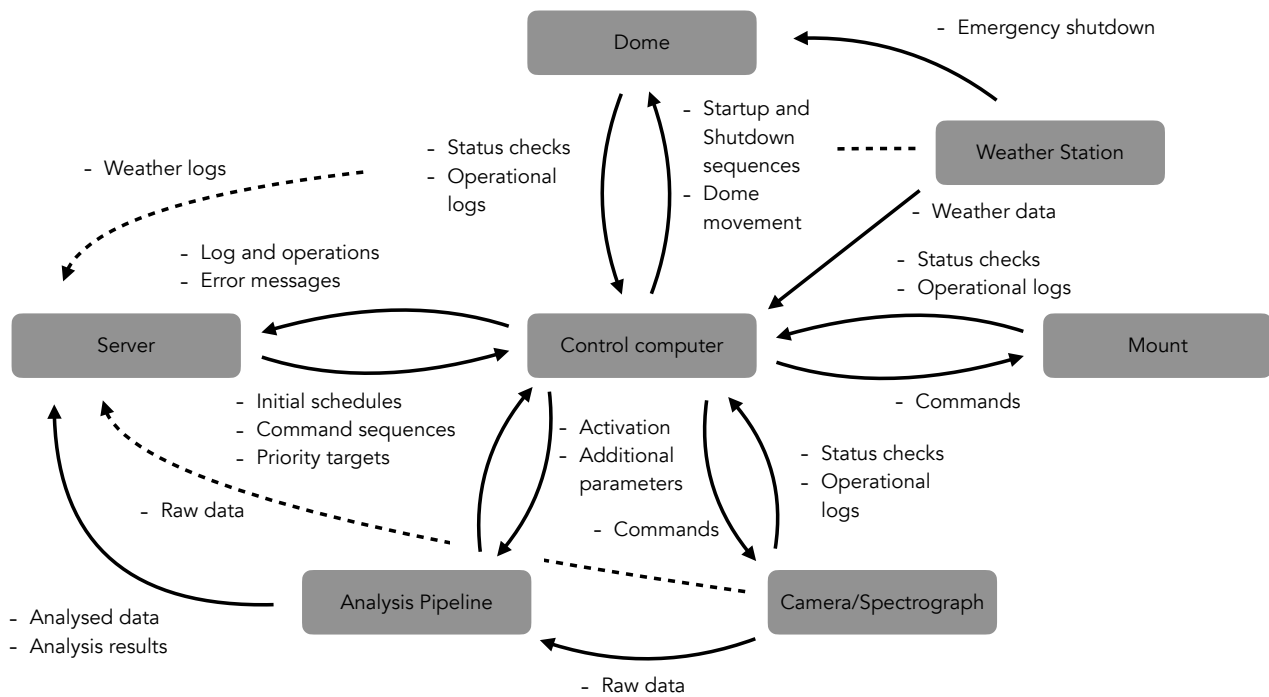 Dome
- Emergency shutdown
- Startup and
Shutdown
sequences
- Dome
movement
Weather Station
- Status checks
- Operational
logs
- Weather logs
- Weather data
- Log and operations
- Error messages
- Status checks
- Operational logs
Server
Control computer
Mount
- Initial schedules
- Command sequences
- Priority targets
- Commands
- Activation
- Additional
parameters
- Status checks
- Operational
logs
- Raw data
- Commands
Analysis Pipeline
Camera/Spectrograph
- Analysed data
- Analysis results
- Raw data